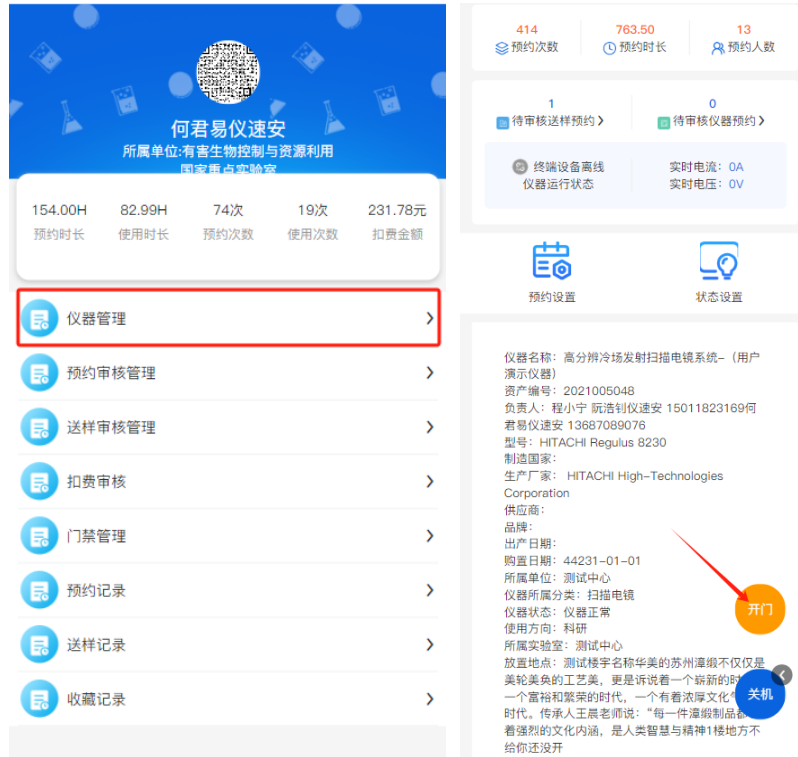 何君易仪速安
所属单位:有害生物控制与资源利用
国家重点实验室
154.00H 82.99H 74次 19次 231.78元
预约时长 使用时长 预约次数 使用次数 扣费金额
仪器管理
预约审核管理
送样审核管理
扣费审核
门禁管理
预约记录
送样记录
收藏记录
414 763.50 13
预约次数 预约时长 预约人数
1 0
待审核送样预约 待审核仪器预约
终端设备离线 实时电流：0A
仪器运行状态 实时电压：0V
预约设置 状态设置
仪器名称：高分辨冷场发射扫描电镜系统-（用户
演示仪器）
资产编号：2021005048
负责人：程小宁 阮浩钊仪速安 15011823169何
君易仪速安 13687089076
型号：HITACHI Regulus 8230
制造国家：
生产厂家： HITACHI High-Technologies
Corporation
供应商：
品牌：
出产日期：
购置日期：44231-01-01
所属单位：测试中心
仪器所属分类：扫描电镜
仪器状态：仪器正常
使用方向：科研
所属实验室：测试中心
放置地点：测试楼宇名称华美的苏州漳缎不仅仅是
美轮美奂的工艺美，更是诉说着一个崭新的时
一个富裕和繁荣的时代，一个有着浓厚文化
时代。传承人王晨老师说：“每一件漳缎制品都
着强烈的文化内涵，是人类智慧与精神1楼地方不
给你还没开
开门
关机